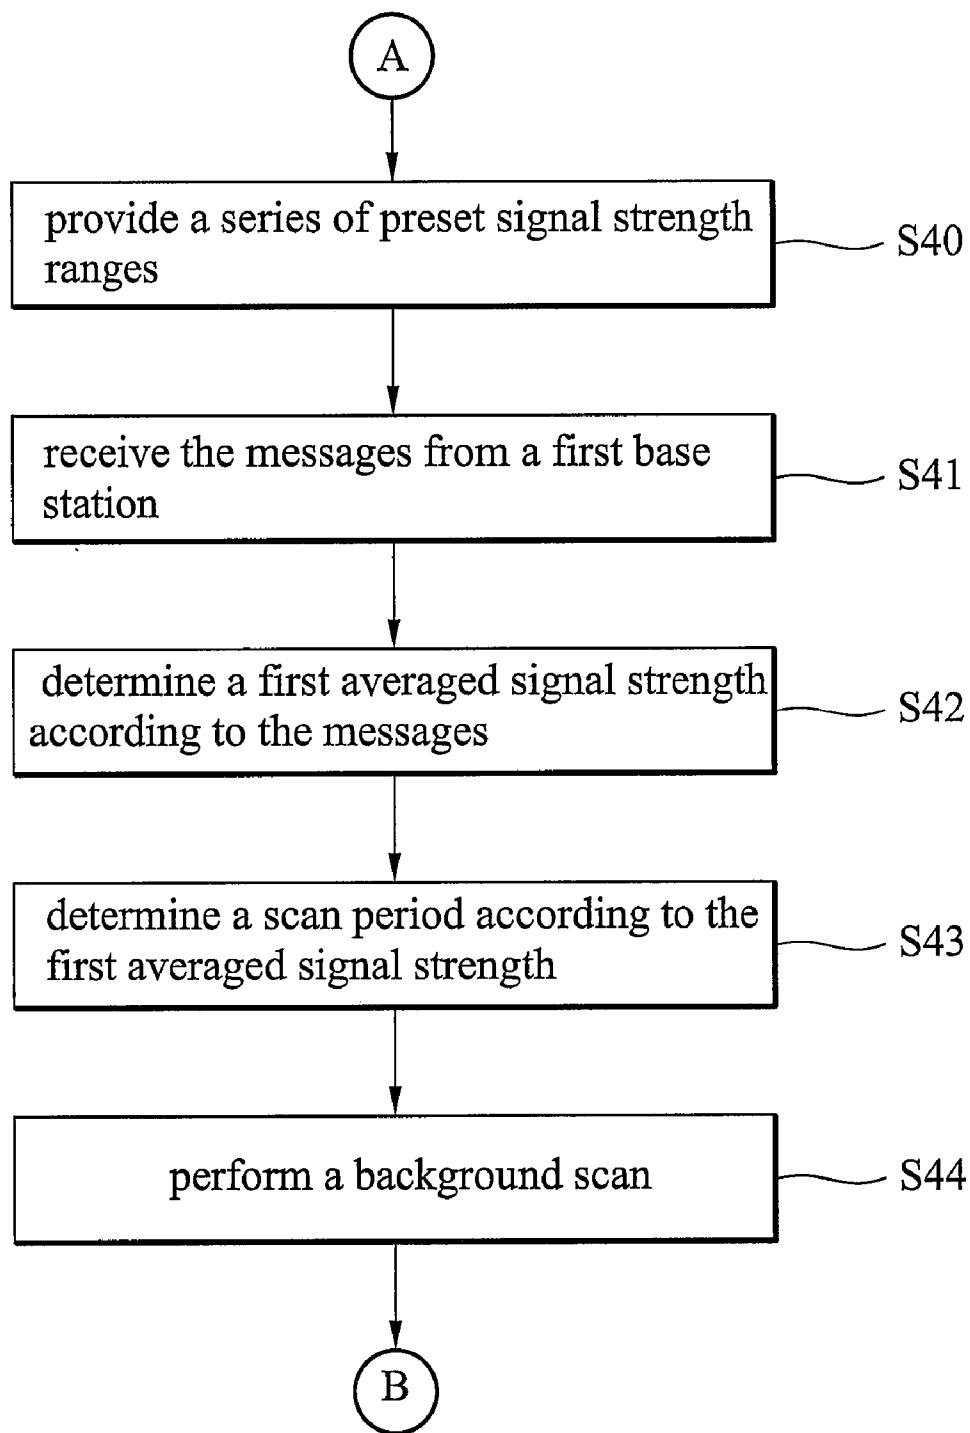 A
provide a series of preset signal strength
ranges
S40
receive the messages from a first base
station
S41
determine a first averaged signal strength
according to the messages
S42
determine a scan period according to the
first averaged signal strength
S43
perform a background scan
S44
B